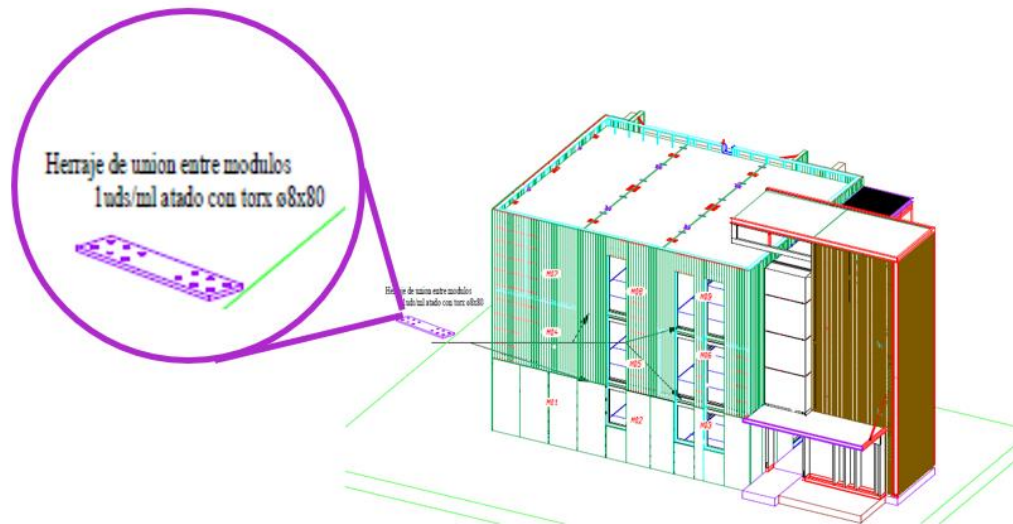 Herraje de union entre modulos
1uds/ml atado con torx ø8x80
Herraje de union entre modulos
1uds/ml atado con torx ø8x80
M07
M08
M09
M04
M05
M06
M01
M02
M03